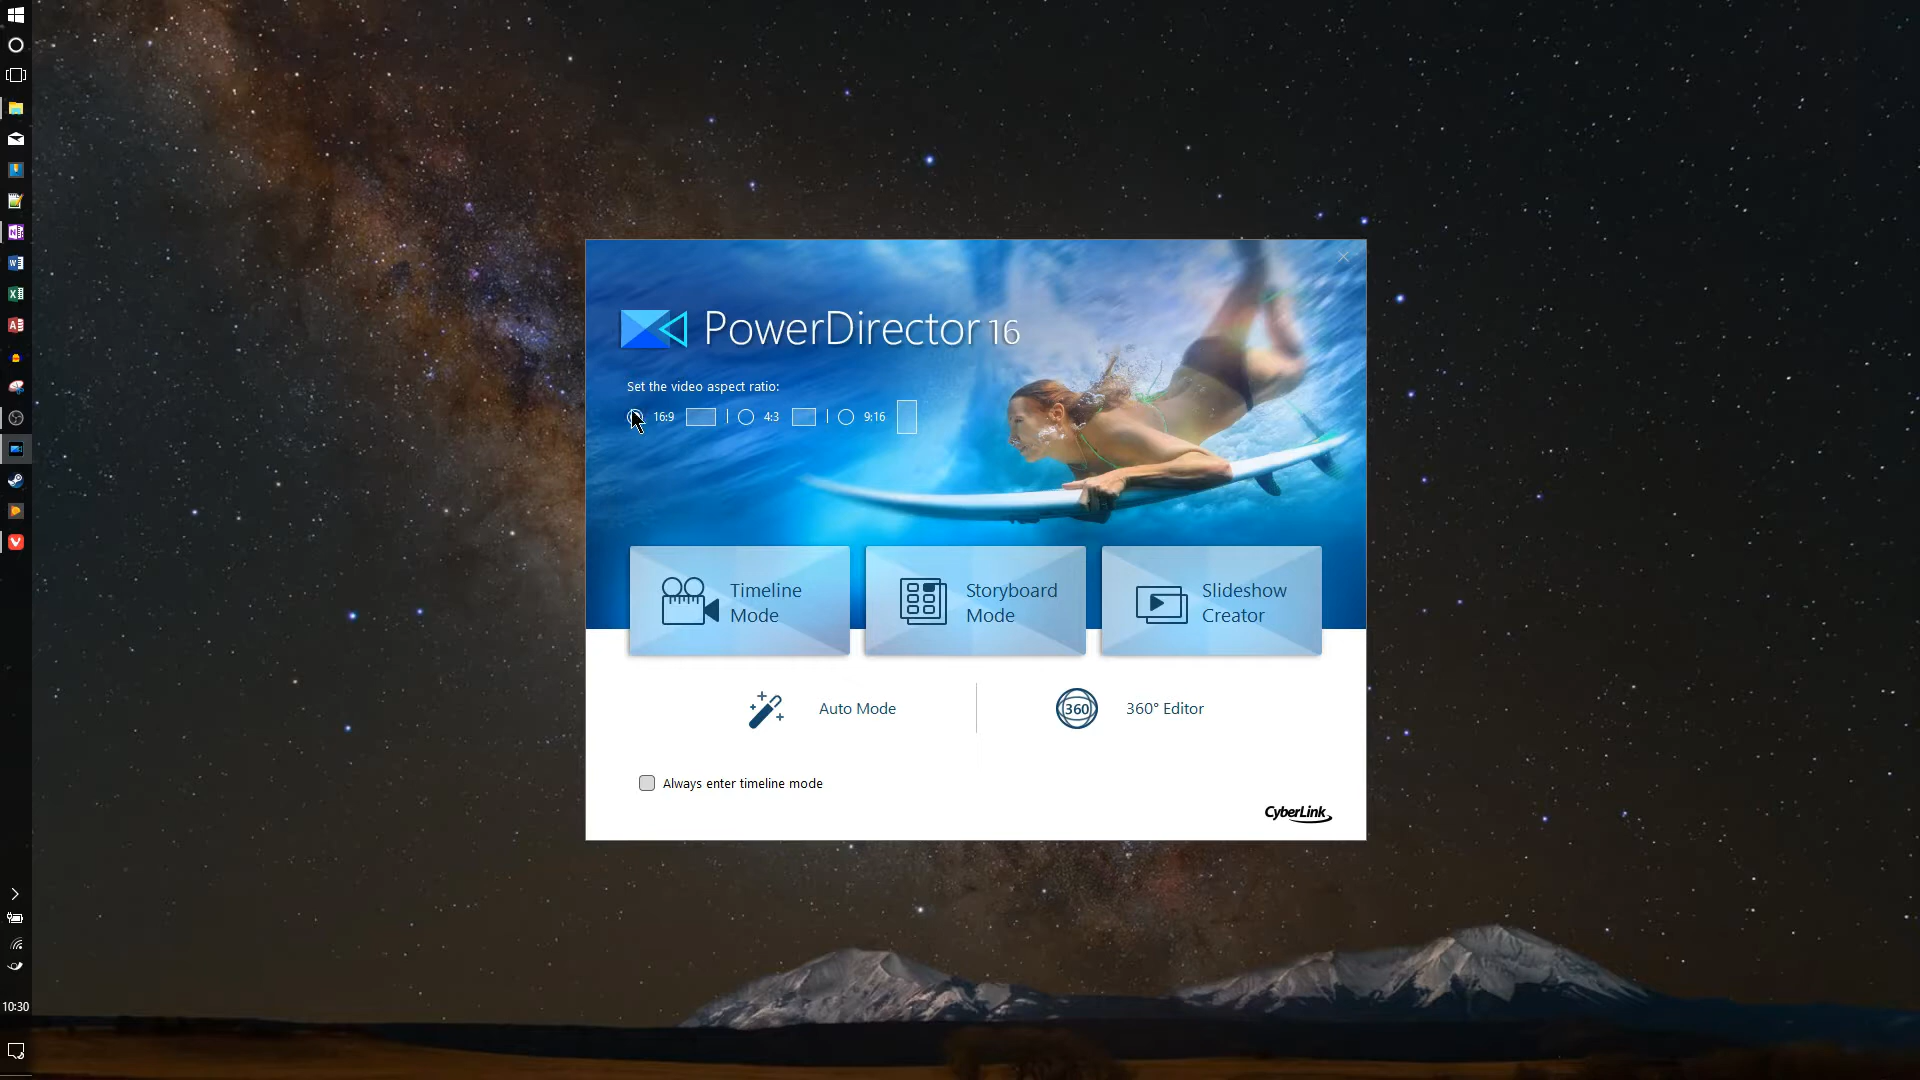 PowerDirector 16
Set the video aspect ratio:
16:9 4:3 9:16
Timeline
Mode
Storyboard
Mode
Slideshow
Creator
Auto Mode
360
360° Editor
Always enter timeline mode
CyberLink
10:30